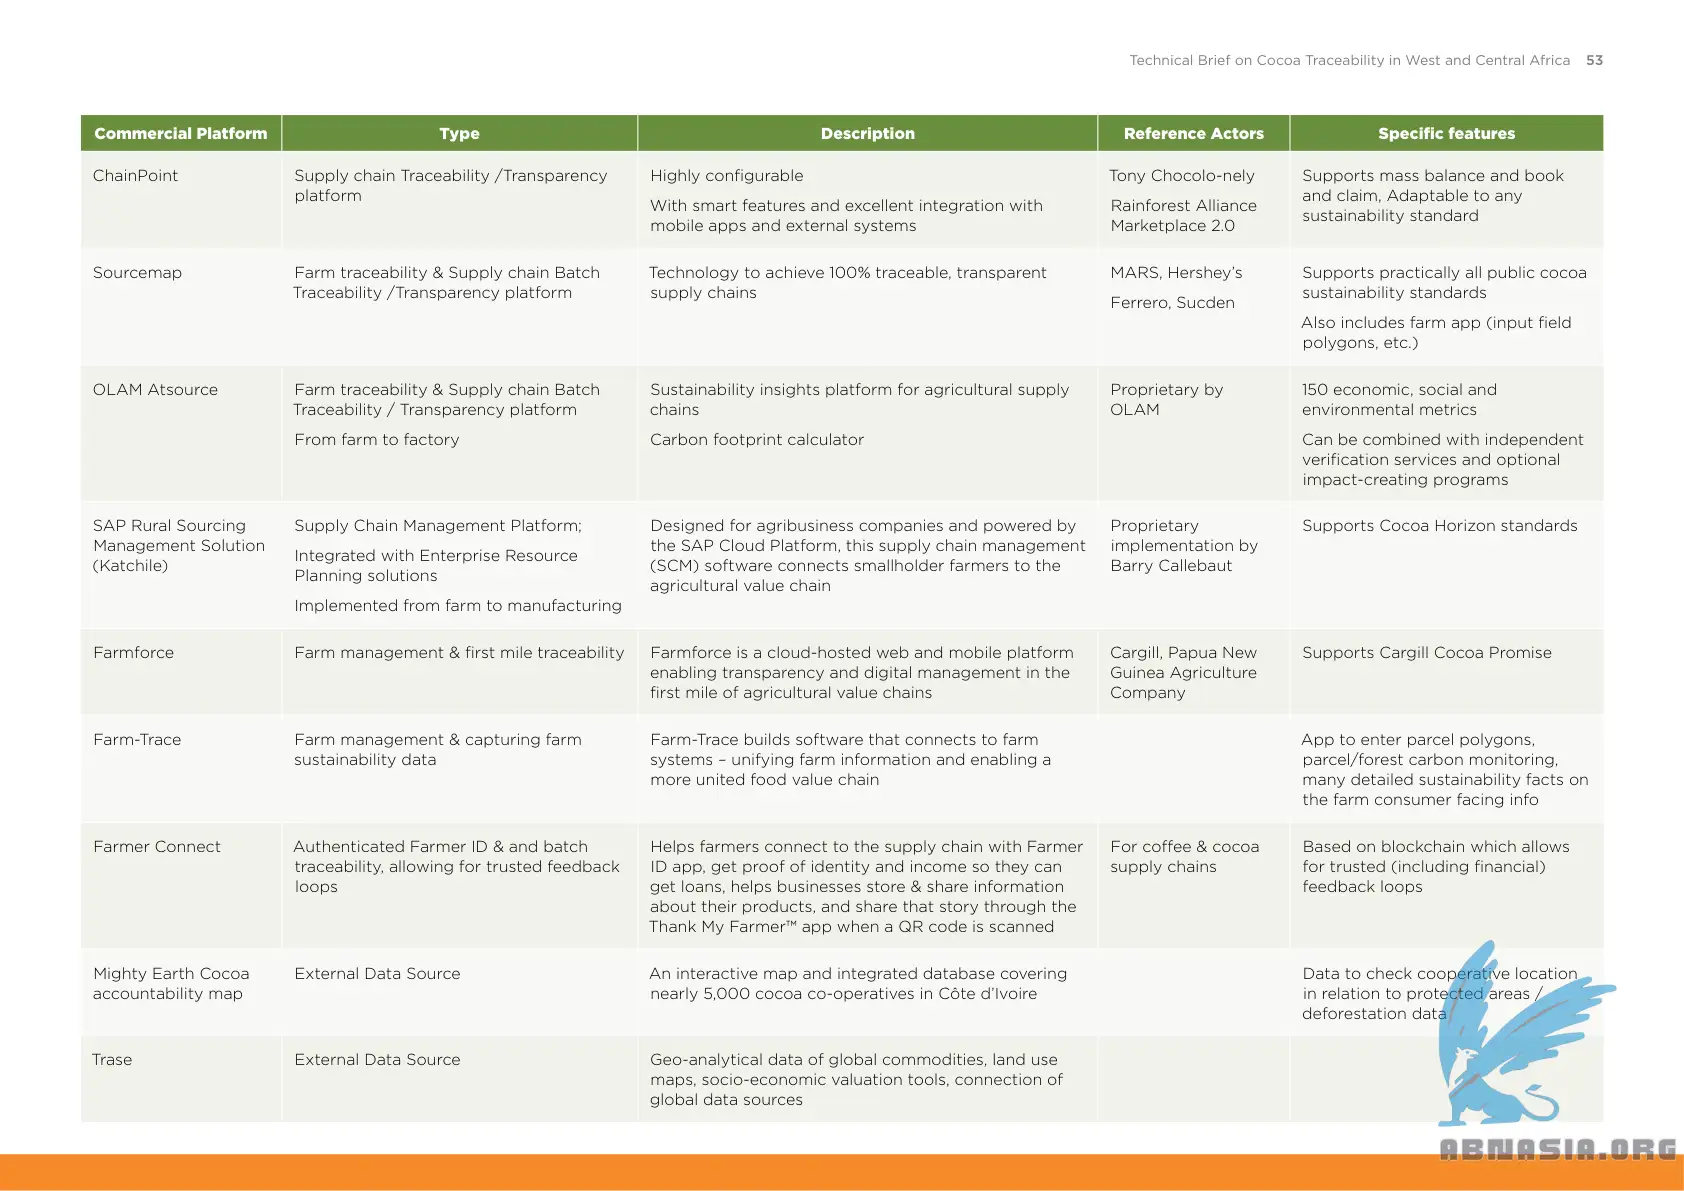 Technical Brief on Cocoa Traceability in West and Central Africa 53
Commercial Platform
Type
Description
Reference Actors
Specific features
ChainPoint
Supply chain Traceability /Transparency
platform
Highly configurable
With smart features and excellent integration with
mobile apps and external systems
Tony Chocolo-nely
Rainforest Alliance
Marketplace 2.0
Supports mass balance and book
and claim, Adaptable to any
sustainability standard
Sourcemap
Farm traceability & Supply chain Batch
Traceability /Transparency platform
Technology to achieve 100% traceable, transparent
supply chains
MARS, Hershey's
Ferrero, Sucden
Supports practically all public cocoa
sustainability standards
Also includes farm app (input field
polygons, etc.)
OLAM Atsource
Farm traceability & Supply chain Batch
Traceability / Transparency platform
From farm to factory
Sustainability insights platform for agricultural supply
chains
Carbon footprint calculator
Proprietary by
OLAM
150 economic, social and
environmental metrics
Can be combined with independent
verification services and optional
impact-creating programs
SAP Rural Sourcing
Management Solution
(Katchile)
Supply Chain Management Platform;
Integrated with Enterprise Resource
Planning solutions
Implemented from farm to manufacturing
Designed for agribusiness companies and powered by
the SAP Cloud Platform, this supply chain management
(SCM) software connects smallholder farmers to the
agricultural value chain
Proprietary
implementation by
Barry Callebaut
Supports Cocoa Horizon standards
Farmforce
Farm management & first mile traceability
Farmforce is a cloud-hosted web and mobile platform
enabling transparency and digital management in the
first mile of agricultural value chains
Cargill, Papua New
Guinea Agriculture
Company
Supports Cargill Cocoa Promise
Farm-Trace
Farm management & capturing farm
sustainability data
Farm-Trace builds software that connects to farm
systems – unifying farm information and enabling a
more united food value chain
App to enter parcel polygons,
parcel/forest carbon monitoring,
many detailed sustainability facts on
the farm consumer facing info
Farmer Connect
Authenticated Farmer ID & and batch
traceability, allowing for trusted feedback
loops
Helps farmers connect to the supply chain with Farmer
ID app, get proof of identity and income so they can
get loans, helps businesses store & share information
about their products, and share that story through the
Thank My Farmer™ app when a QR code is scanned
For coffee & cocoa
supply chains
Based on blockchain which allows
for trusted (including financial)
feedback loops
Mighty Earth Cocoa
accountability map
External Data Source
An interactive map and integrated database covering
nearly 5,000 cocoa co-operatives in Côte d'Ivoire
Data to check cooperative location
in relation to protected areas /
deforestation data
Trase
External Data Source
Geo-analytical data of global commodities, land use
maps, socio-economic valuation tools, connection of
global data sources
ABNASIA.ORG